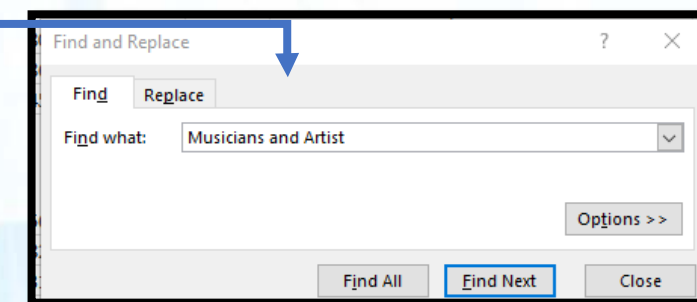 Find and Replace ? ×
Find Replace
Find what: Musicians and Artist
Options >>
Find All Find Next Close